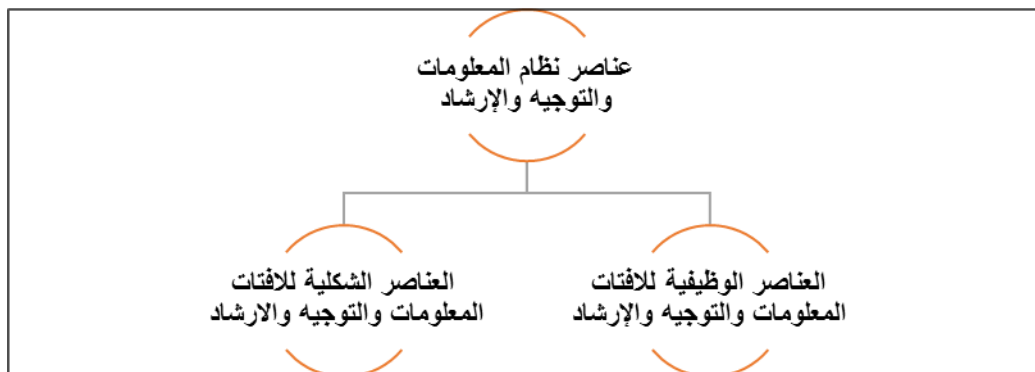 عناصر نظام المعلومات
والتوجيه والإرشاد
العناصر الوظيفية للافتات
المعلومات والتوجيه والإرشاد
العناصر الشكلية للافتات
المعلومات والتوجيه والارشاد